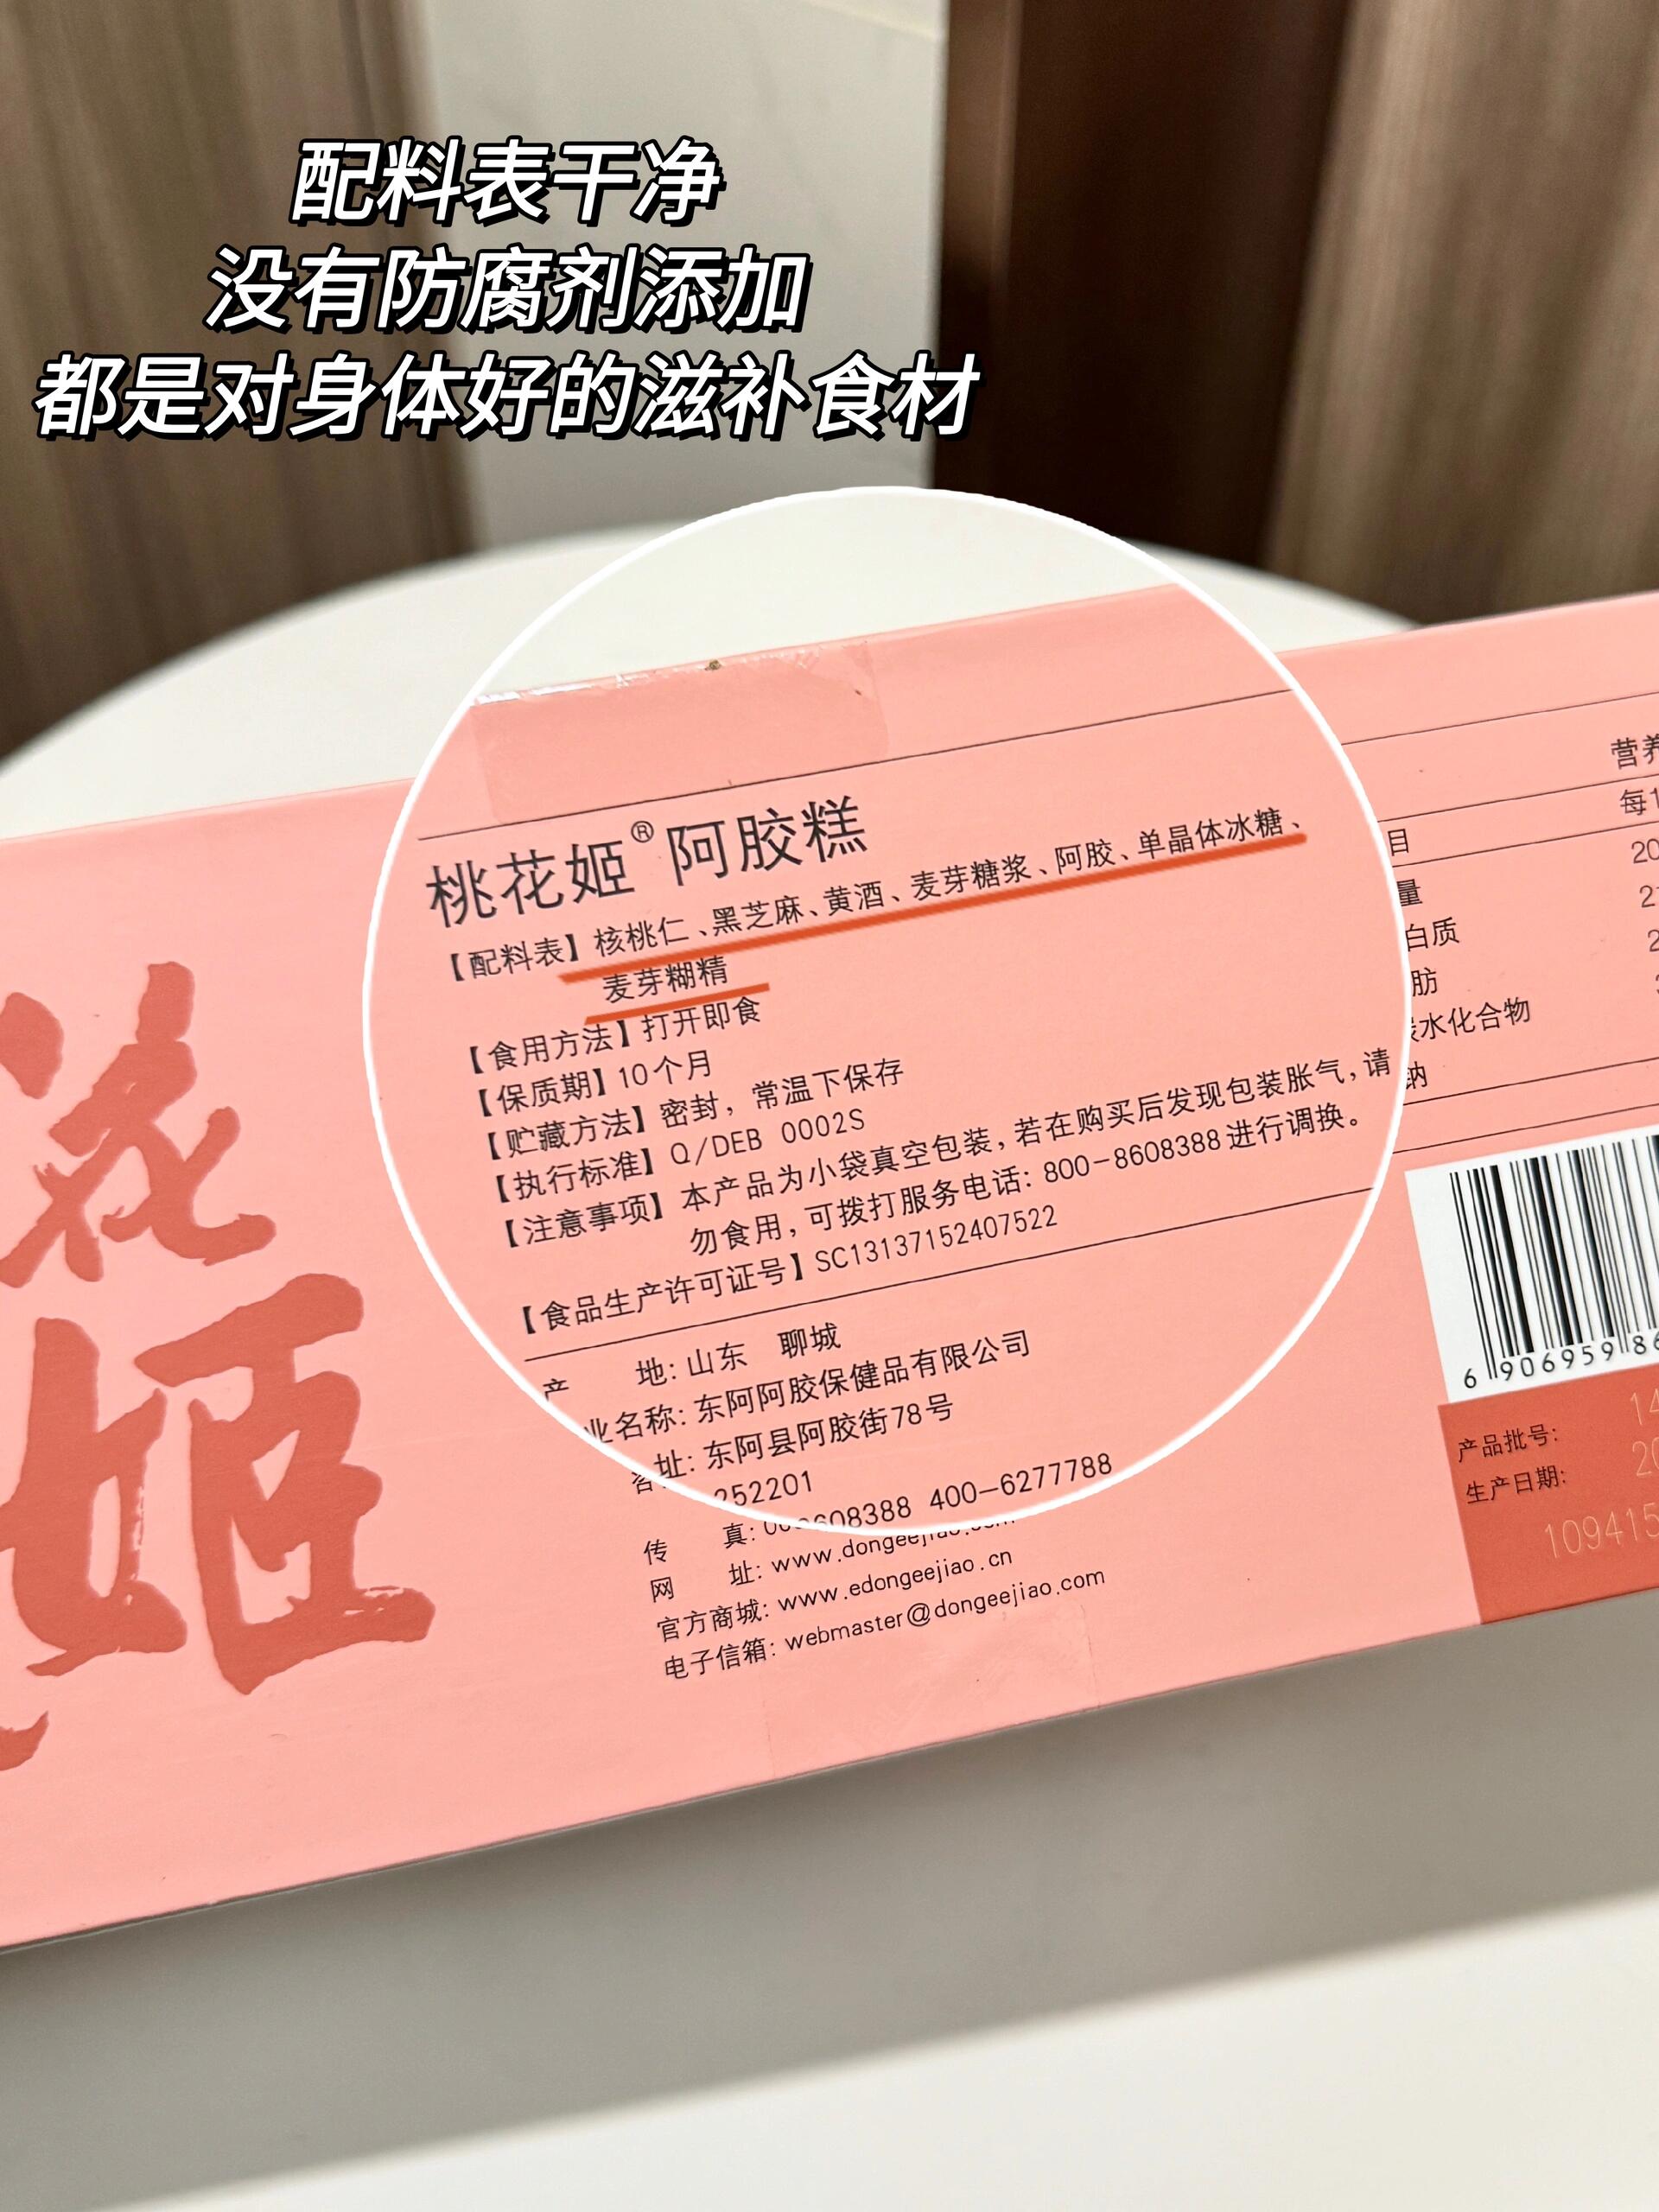 配料表干净
没有防腐剂添加
都是对身体好的滋补食材
桃花姬®阿胶糕
【配料表】核桃仁、黑芝麻、黄酒、麦芽糖浆、阿胶、单晶体冰糖、
麦芽糊精
【食用方法】打开即食
【保质期】10个月
【贮藏方法】密封，常温下保存
【执行标准】Q/DEB 0002S
【注意事项】本产品为小袋真空包装，若在购买后发现包装胀气，请
勿食用，可拨打服务电话：800-8608388进行调换。
【食品生产许可证号】SC13137152407522
产 地：山东 聊城
业名称：东阿阿胶保健品有限公司
址：东阿县阿胶街78号
252201
608388 400-6277788
传 真：
网 址：www.dongeejiao.com
官方商城：www.edongeejiao.cn
电子信箱：webmaster@dongeejiao.com
花
姬
营养
每1
目
20
量
2
白质
2
肪
水化合物
钠
6 906959 86
产品批号：
14
生产日期：
20
109415